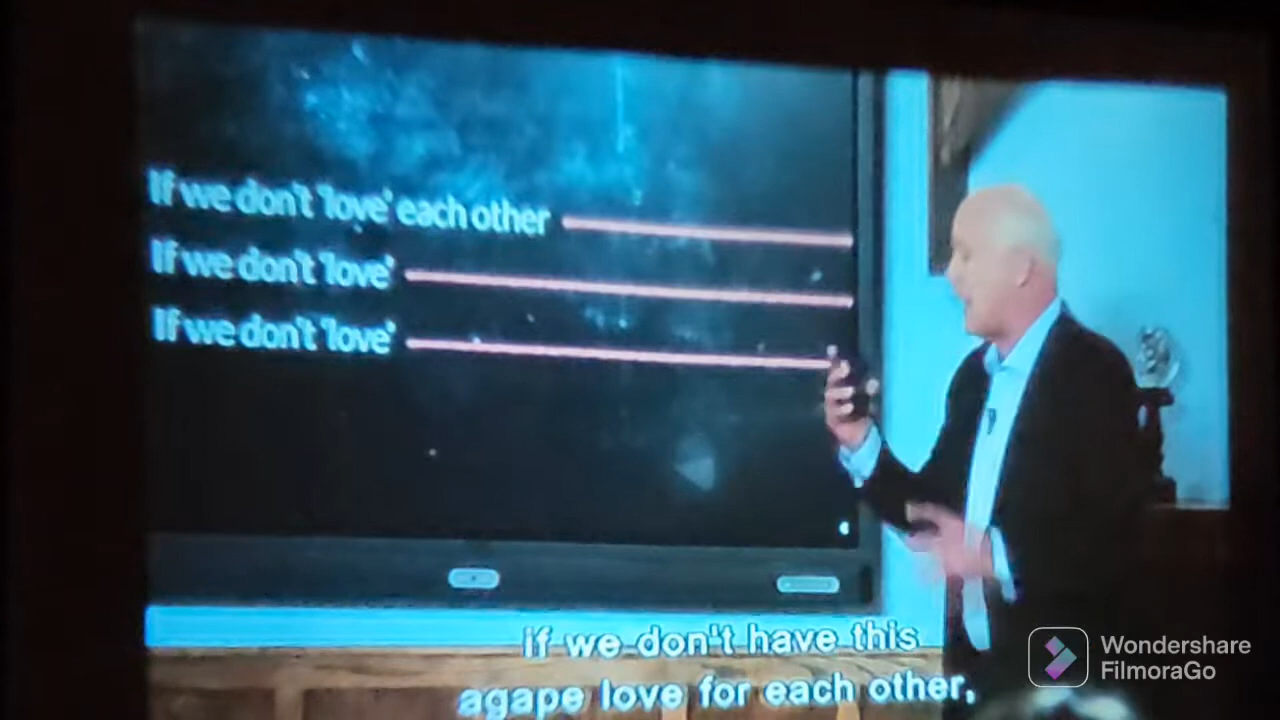 If we don't 'love' each other
If we don't 'love'
If we don't 'love'
if we don't have this
agape love for each other,
Wondershare
FilmoraGo